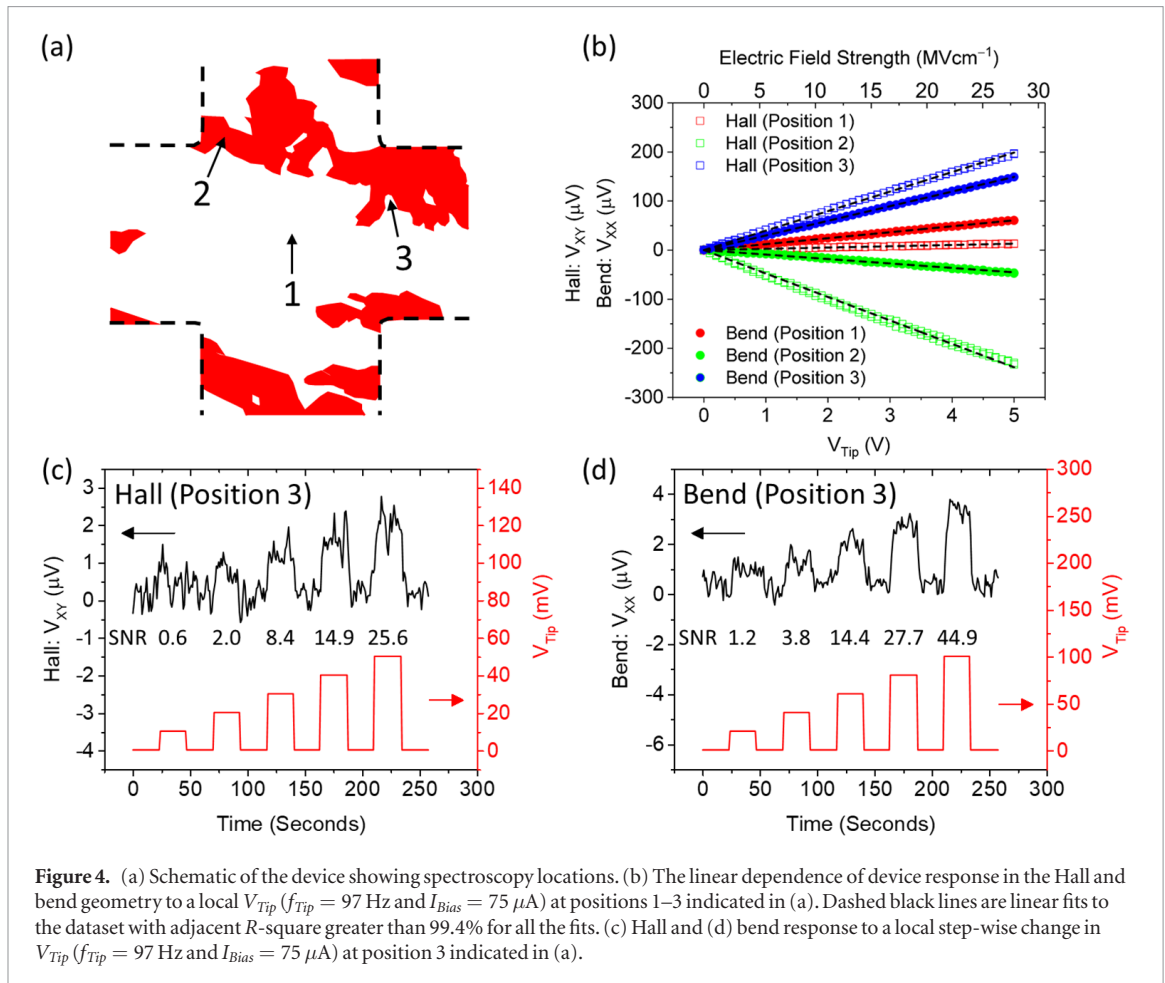 (a)
2
1
3
(b)
Electric Field Strength (MVcm⁻¹)
0 5 10 15 20 25 30
300
200
100
0
-100
-200
-300
Hall: V_XY (µV)
Bend: V_XX (µV)
Hall (Position 1)
Hall (Position 2)
Hall (Position 3)
Bend (Position 1)
Bend (Position 2)
Bend (Position 3)
0 1 2 3 4 5
V_Tip (V)
(c)
Hall (Position 3)
3
2
1
0
-1
-2
-3
-4
Hall: V_XY (µV)
SNR 0.6 2.0 8.4 14.9 25.6
140
120
100
80
60
40
20
0
V_Tip (mV)
0 50 100 150 200 250 300
Time (Seconds)
(d)
Bend (Position 3)
4
2
0
-2
-4
-6
Bend: V_XX (µV)
SNR 1.2 3.8 14.4 27.7 44.9
300
250
200
150
100
50
0
V_Tip (mV)
0 50 100 150 200 250 300
Time (Seconds)
Figure 4. (a) Schematic of the device showing spectroscopy locations. (b) The linear dependence of device response in the Hall and
bend geometry to a local V_Tip (f_Tip = 97 Hz and I_Bias = 75 µA) at positions 1–3 indicated in (a). Dashed black lines are linear fits to
the dataset with adjacent R-square greater than 99.4% for all the fits. (c) Hall and (d) bend response to a local step-wise change in
V_Tip (f_Tip = 97 Hz and I_Bias = 75 µA) at position 3 indicated in (a).